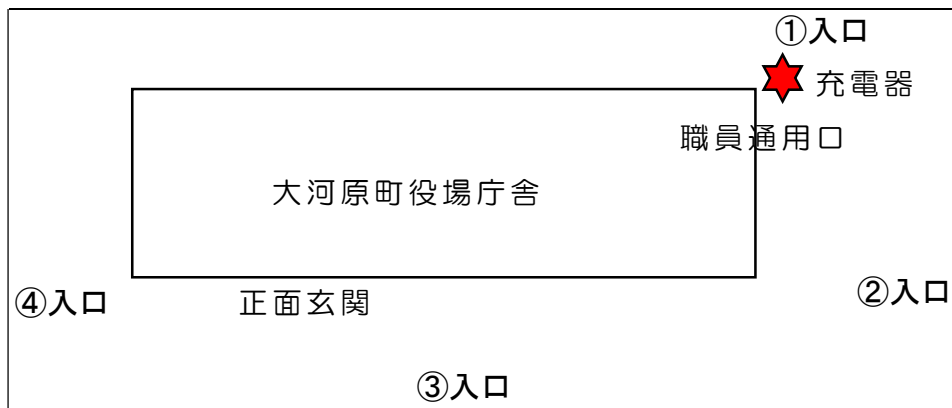 ①入口
充電器
職員通用口
大河原町役場庁舎
②入口
④入口
正面玄関
③入口